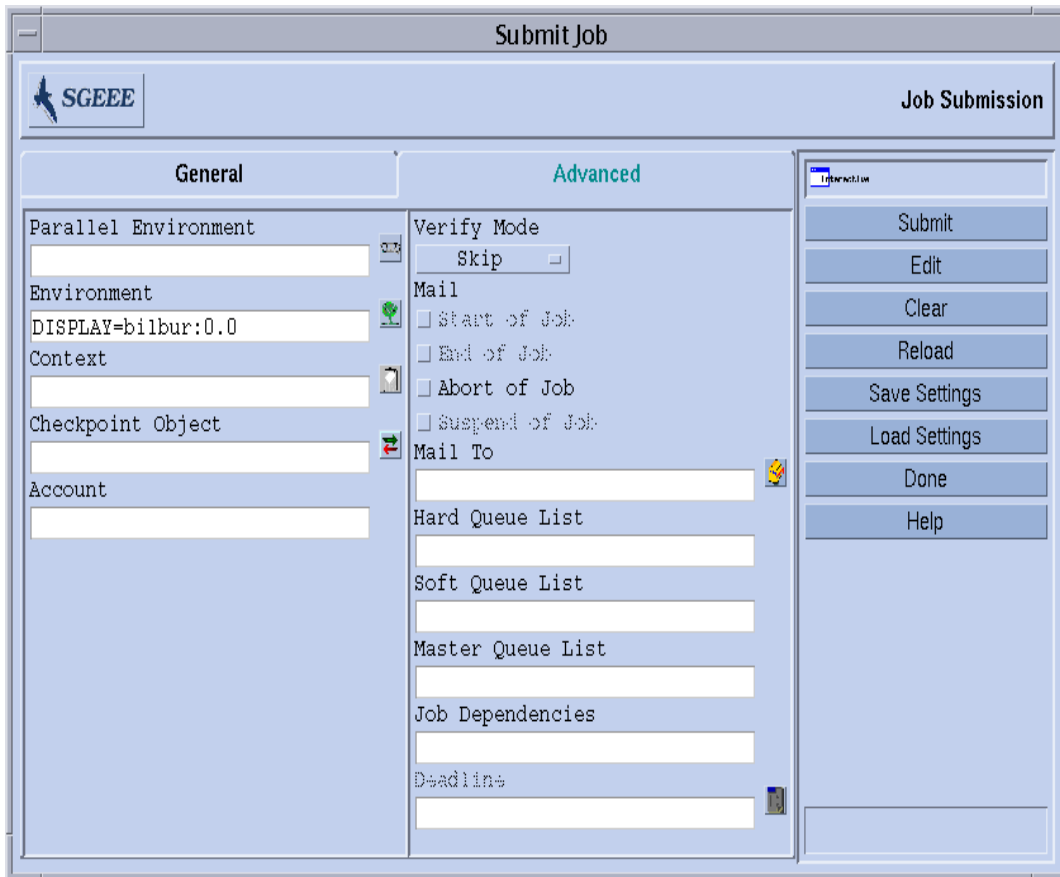 Submit Job
SGEEE
Job Submission
General
Advanced
Interactive
Parallel Environment
Environment
DISPLAY=bilbur:0.0
Context
Checkpoint Object
Account
Verify Mode
Skip
Mail
Start of Job
End of Job
Abort of Job
Suspend of Job
Mail To
Hard Queue List
Soft Queue List
Master Queue List
Job Dependencies
Deadline
Submit
Edit
Clear
Reload
Save Settings
Load Settings
Done
Help